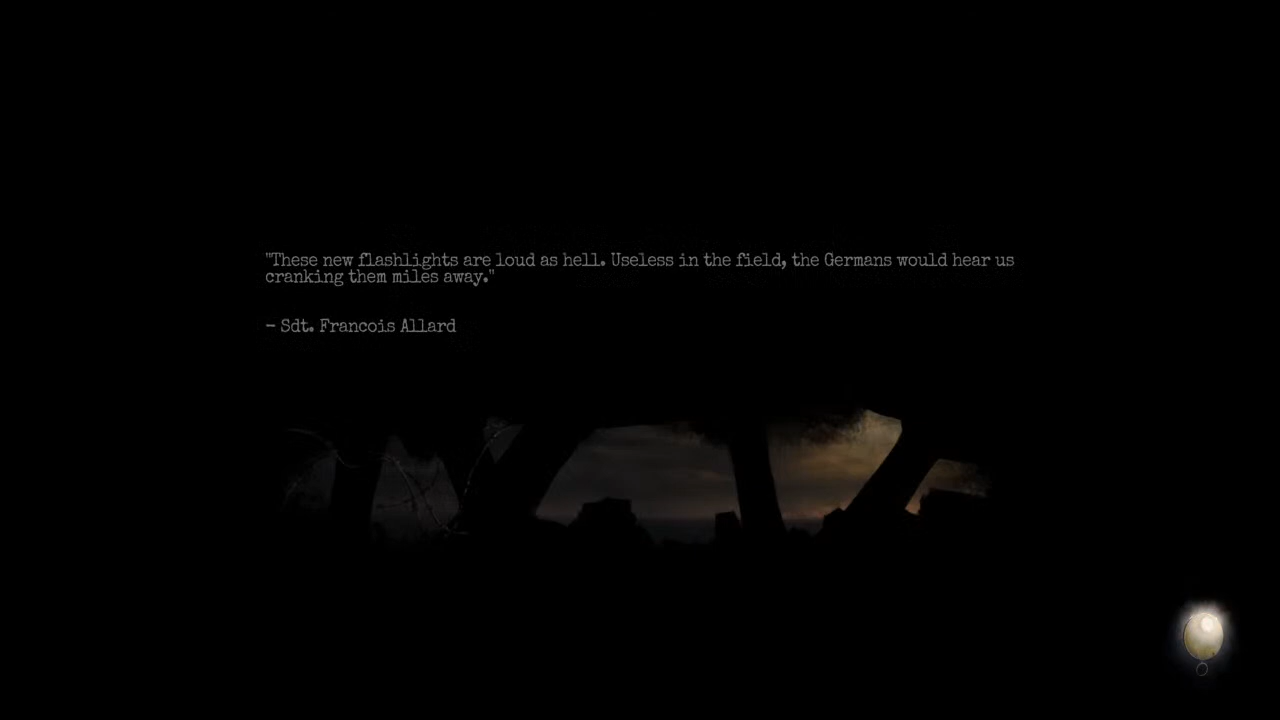 "These new flashlights are loud as hell. Useless in the field, the Germans would hear us
cranking them miles away."
- Sdt. Francois Allard